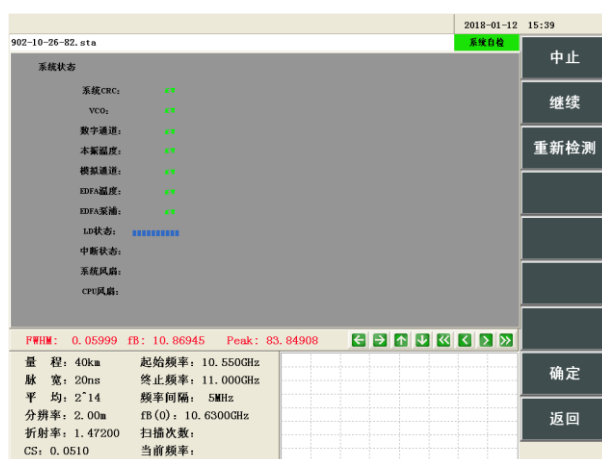 2018-01-12 15:39
902-10-26-82.sta
系统自检
系统状态
系统CRC:
VCO:
数字通道:
本振温度:
模拟通道:
EDFA温度:
EDFA泵浦:
LD状态:
中断状态:
系统风扇:
CPU风扇:
中止
继续
重新检测
FWHM: 0.05999 fB: 10.86945 Peak: 83.84908
量 程: 40km 起始频率: 10.550GHz
脉 宽: 20ns 终止频率: 11.000GHz
平 均: 2^14 频率间隔: 5MHz
分辨率: 2.00m fB(0): 10.6300GHz
折射率: 1.47200 扫描次数:
CS: 0.0510 当前频率:
确定
返回